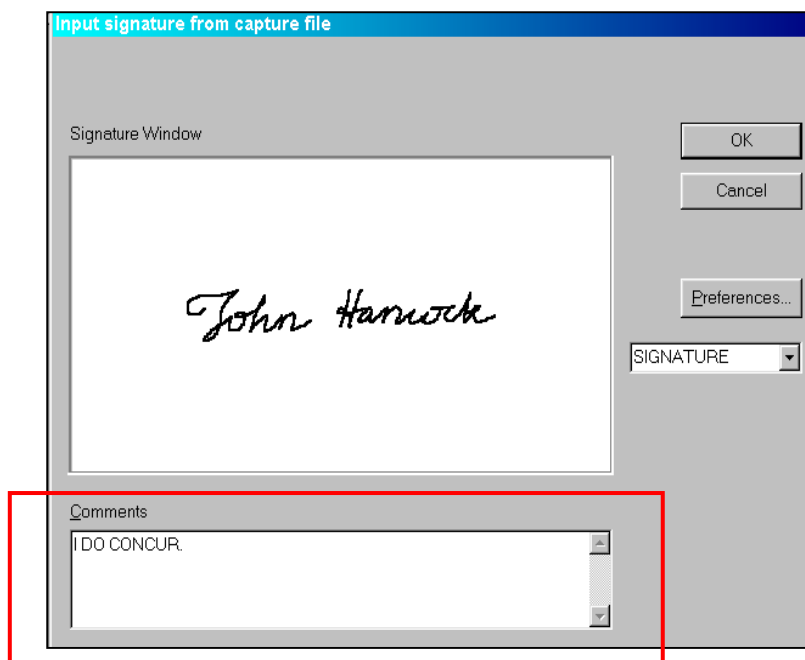 Input signature from capture file
Signature Window
OK
Cancel
John Hancock
Preferences...
SIGNATURE
Comments
I DO CONCUR.